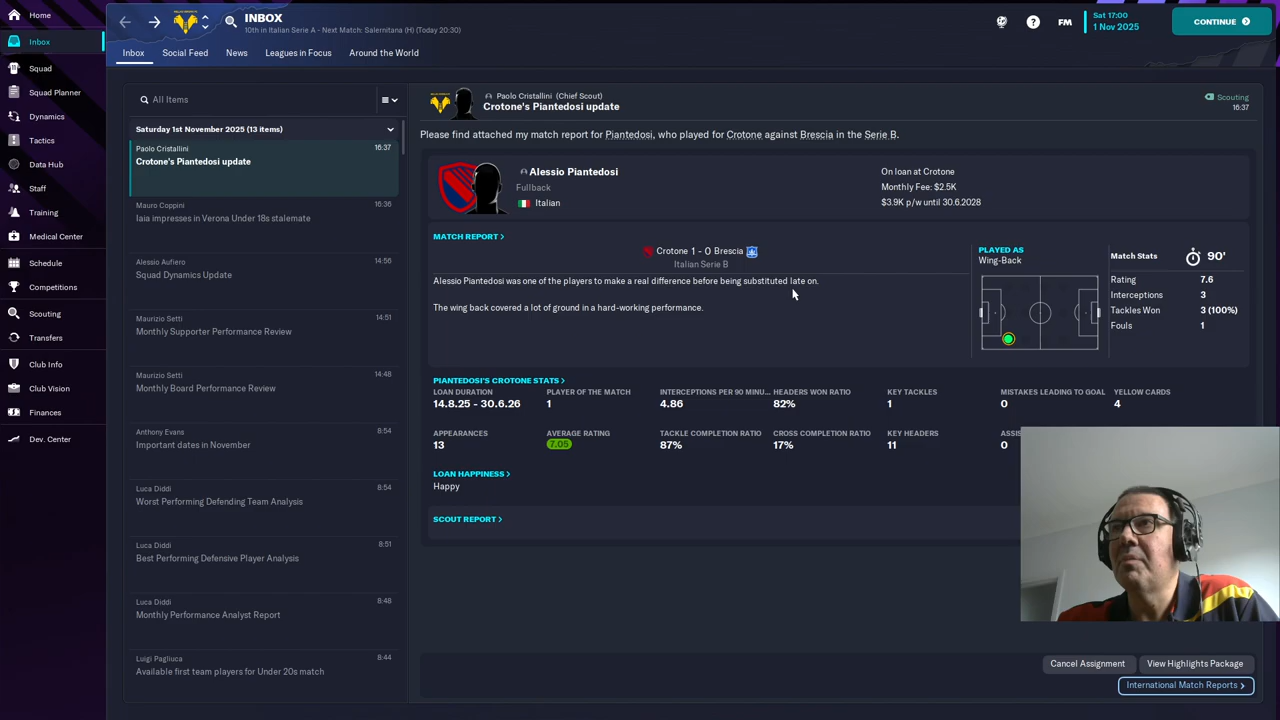 Home
Inbox
Squad
Squad Planner
Dynamics
Tactics
Data Hub
Staff
Training
Medical Center
Schedule
Competitions
Scouting
Transfers
Club Info
Club Vision
Finances
Dev. Center
INBOX
10th in Italian Serie A - Next Match: Salernitana (H) (Today 20:30)
FM
Sat 17:00
1 Nov 2025
CONTINUE
Inbox
Social Feed
News
Leagues in Focus
Around the World
All Items
Saturday 1st November 2025 (13 items)
Paolo Cristallini 16:37
Crotone's Piantedosi update
Mauro Coppini 16:36
Iaia impresses in Verona Under 18s stalemate
Alessio Aufiero 14:56
Squad Dynamics Update
Maurizio Setti 14:51
Monthly Supporter Performance Review
Maurizio Setti 14:48
Monthly Board Performance Review
Anthony Evans 8:54
Important dates in November
Luca Diddi 8:54
Worst Performing Defending Team Analysis
Luca Diddi 8:51
Best Performing Defensive Player Analysis
Luca Diddi 8:48
Monthly Performance Analyst Report
Luigi Pagliuca 8:44
Available first team players for Under 20s match
Paolo Cristallini (Chief Scout)
Crotone's Piantedosi update
Scouting
16:37
Please find attached my match report for Piantedosi, who played for Crotone against Brescia in the Serie B.
Alessio Piantedosi
Fullback
Italian
On loan at Crotone
Monthly Fee: $2.5K
$3.9K p/w until 30.6.2028
MATCH REPORT >
Crotone 1 - 0 Brescia
Italian Serie B
Alessio Piantedosi was one of the players to make a real difference before being substituted late on.
The wing back covered a lot of ground in a hard-working performance.
PLAYED AS
Wing-Back
Match Stats 90'
Rating 7.6
Interceptions 3
Tackles Won 3 (100%)
Fouls 1
PIANTEDOSI'S CROTONE STATS >
LOAN DURATION PLAYER OF THE MATCH INTERCEPTIONS PER 90 MINU... HEADERS WON RATIO KEY TACKLES MISTAKES LEADING TO GOAL YELLOW CARDS
14.8.25 - 30.6.26 1 4.86 82% 1 0 4
APPEARANCES AVERAGE RATING TACKLE COMPLETION RATIO CROSS COMPLETION RATIO KEY HEADERS ASSIS
13 7.05 87% 17% 11 0
LOAN HAPPINESS >
Happy
SCOUT REPORT >
Cancel Assignment
View Highlights Package
International Match Reports >